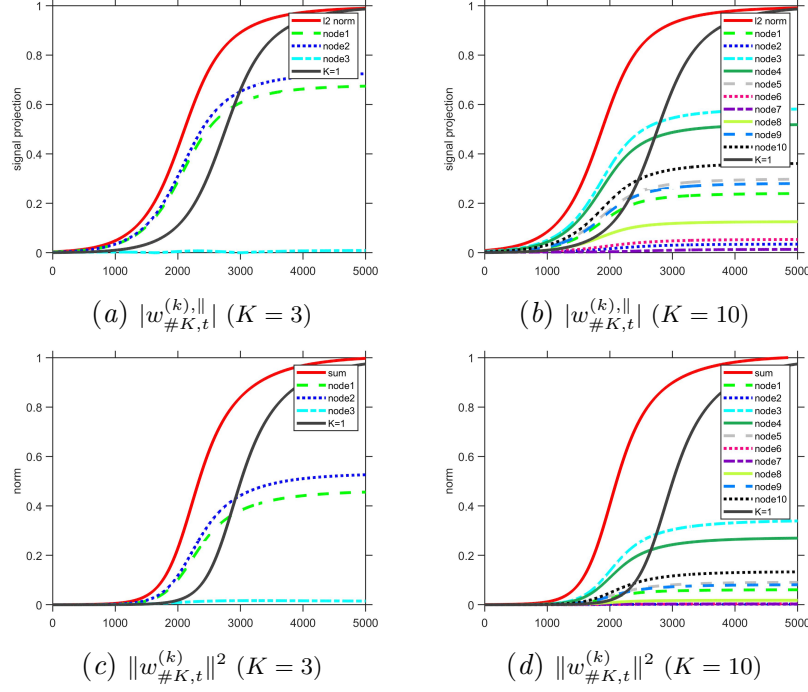 1
0.8
0.6
0.4
0.2
0
signal projection
0 1000 2000 3000 4000 5000
l2 norm
node1
node2
node3
K=1
(a) |w_{#K,t}^{(k),∥}| (K = 3)
1
0.8
0.6
0.4
0.2
0
signal projection
0 1000 2000 3000 4000 5000
l2 norm
node1
node2
node3
node4
node5
node6
node7
node8
node9
node10
K=1
(b) |w_{#K,t}^{(k),∥}| (K = 10)
1
0.8
0.6
0.4
0.2
0
norm
0 1000 2000 3000 4000 5000
sum
node1
node2
node3
K=1
(c) ∥w_{#K,t}^{(k)}∥² (K = 3)
1
0.8
0.6
0.4
0.2
0
norm
0 1000 2000 3000 4000 5000
sum
node1
node2
node3
node4
node5
node6
node7
node8
node9
node10
K=1
(d) ∥w_{#K,t}^{(k)}∥² (K = 10)